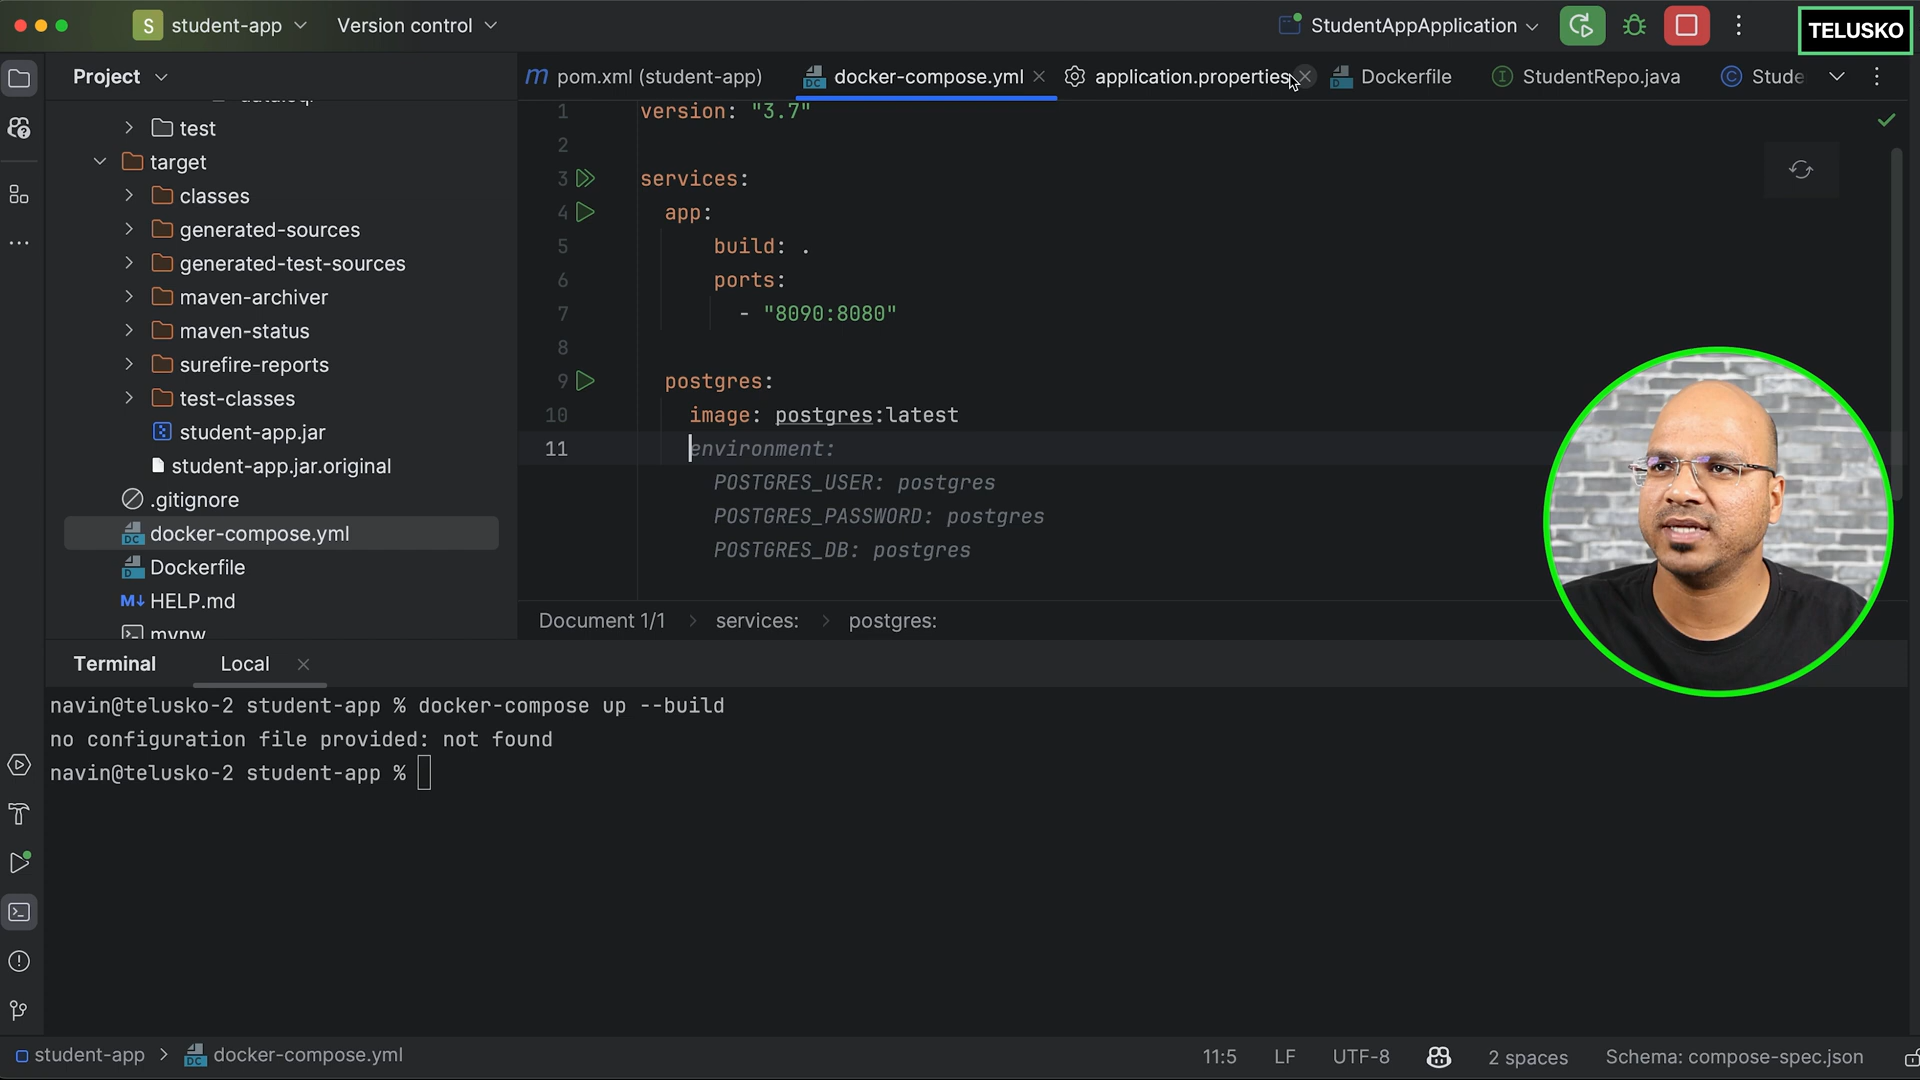 S student-app Version control StudentAppApplication TELUSKO
Project
m pom.xml (student-app) docker-compose.yml application.properties Dockerfile StudentRepo.java Stude
test
target
classes
generated-sources
generated-test-sources
maven-archiver
maven-status
surefire-reports
test-classes
student-app.jar
student-app.jar.original
.gitignore
docker-compose.yml
Dockerfile
HELP.md
mvnw
1 version: "3.7"
2
3 services:
4 app:
5 build: .
6 ports:
7 - "8090:8080"
8
9 postgres:
10 image: postgres:latest
11 environment:
POSTGRES_USER: postgres
POSTGRES_PASSWORD: postgres
POSTGRES_DB: postgres
Document 1/1 services: postgres:
Terminal Local
navin@telusko-2 student-app % docker-compose up --build
no configuration file provided: not found
navin@telusko-2 student-app %
student-app docker-compose.yml 11:5 LF UTF-8 2 spaces Schema: compose-spec.json